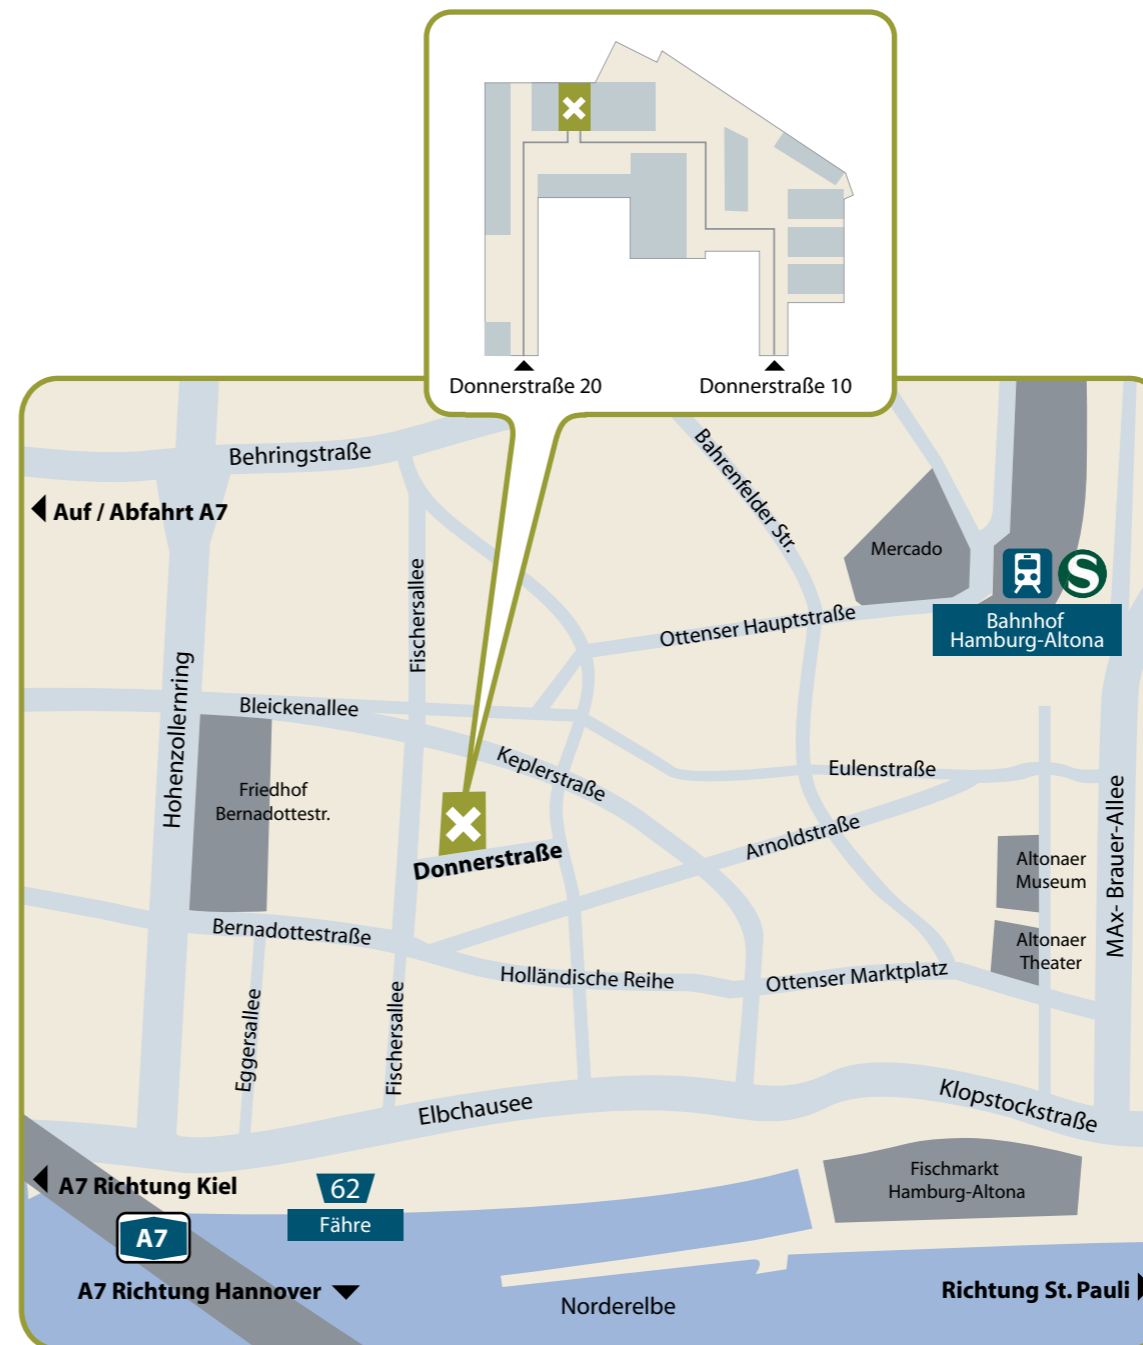 Donnerstraße 20
Donnerstraße 10
Behringstraße
Bahrenfelder Str.
Auf / Abfahrt A7
Mercado
Fischersallee
S
Bahnhof
Hamburg-Altona
Ottenser Hauptstraße
Hohenzollernring
Bleickenallee
Keplerstraße
Eulenstraße
Friedhof
Bernadottestr.
MAx- Brauer-Allee
Arnoldstraße
Donnerstraße
Altonaer
Museum
Bernadottestraße
Altonaer
Theater
Holländische Reihe
Ottenser Marktplatz
Eggersallee
Fischersallee
Elbchausee
Klopstockstraße
A7 Richtung Kiel
62
Fähre
Fischmarkt
Hamburg-Altona
A7
A7 Richtung Hannover
Norderelbe
Richtung St. Pauli